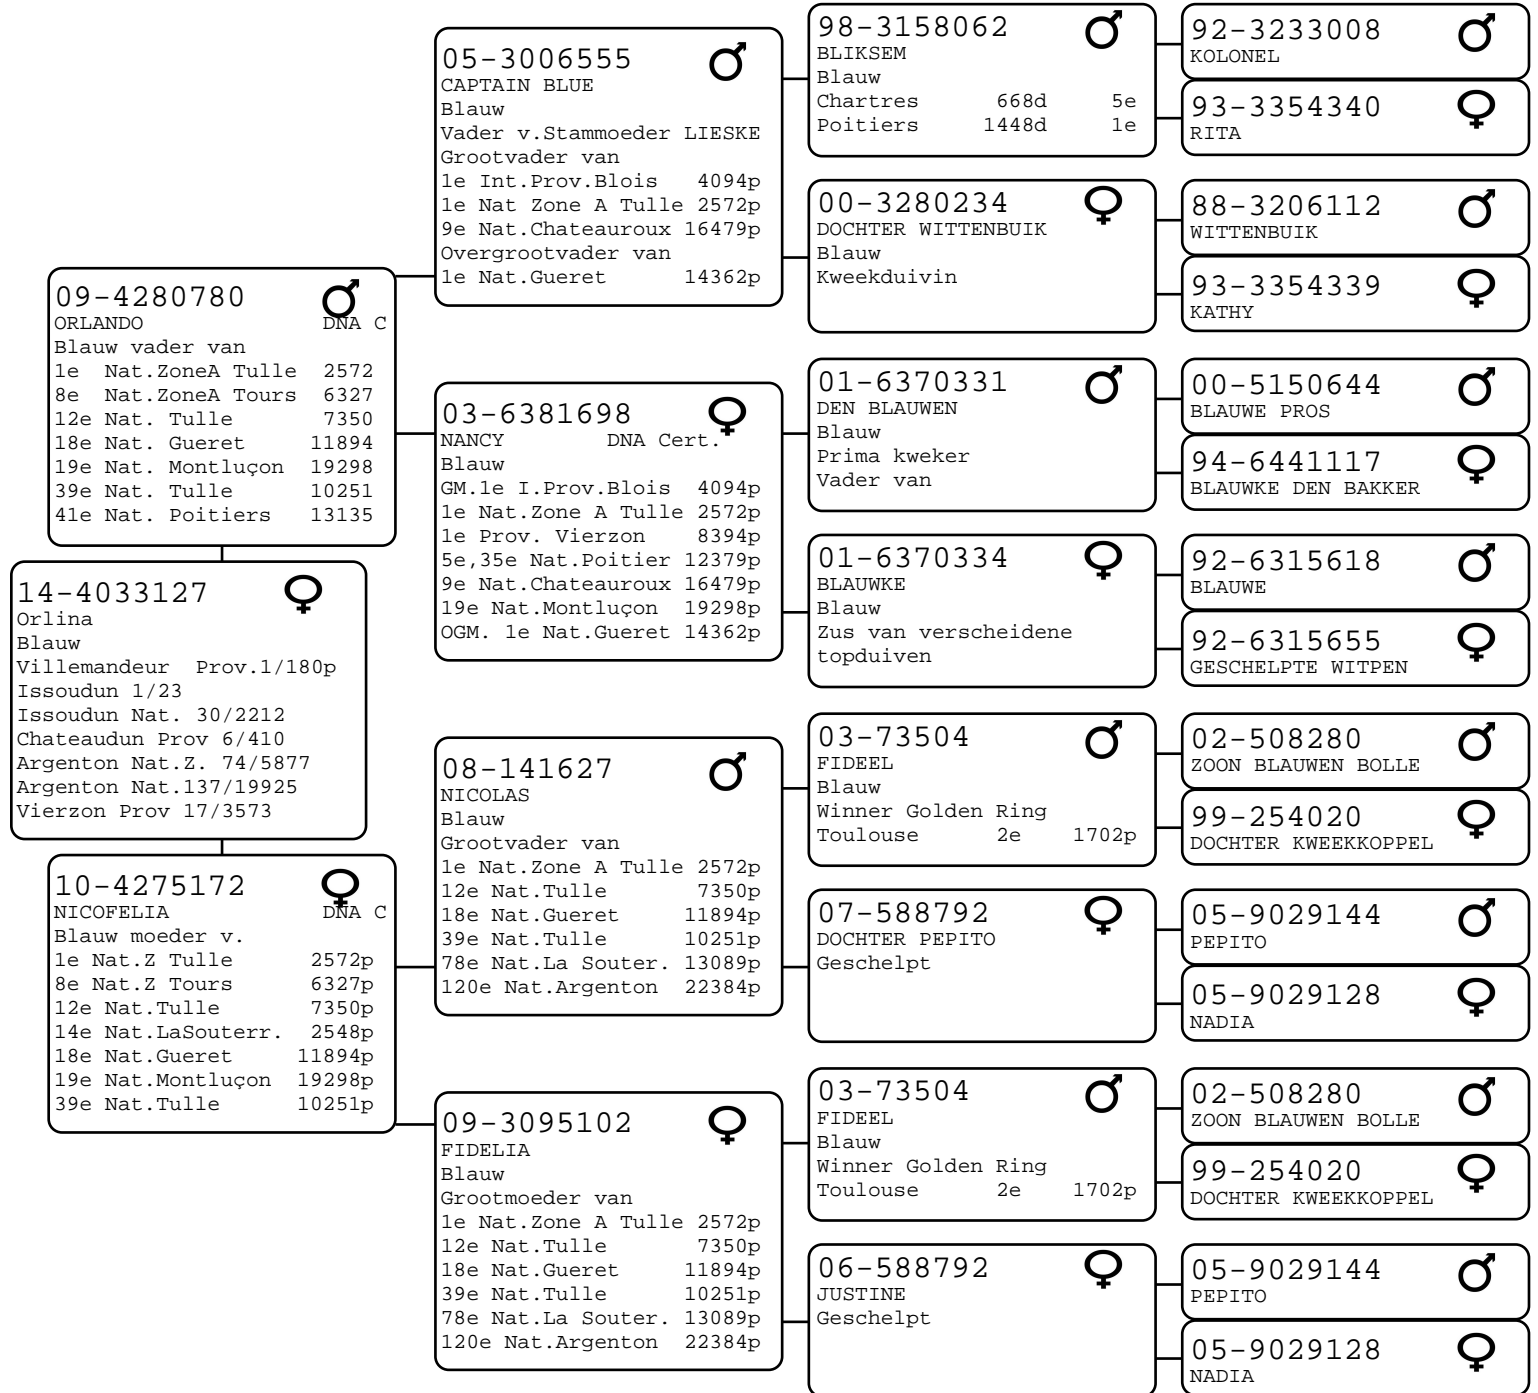 14-4033127
Orlina
Blauw
Villemandeur Prov.1/180p
Issoudun 1/23
Issoudun Nat. 30/2212
Chateaudun Prov 6/410
Argenton Nat.Z. 74/5877
Argenton Nat.137/19925
Vierzon Prov 17/3573
09-4280780
ORLANDO DNA C
Blauw vader van
1e Nat.ZoneA Tulle 2572
8e Nat.ZoneA Tours 6327
12e Nat. Tulle 7350
18e Nat. Gueret 11894
19e Nat. Montluçon 19298
39e Nat. Tulle 10251
41e Nat. Poitiers 13135
10-4275172
NICOFELIA DNA C
Blauw moeder v.
1e Nat.Z Tulle 2572p
8e Nat.Z Tours 6327p
12e Nat.Tulle 7350p
14e Nat.LaSouterr. 2548p
18e Nat.Gueret 11894p
19e Nat.Montluçon 19298p
39e Nat.Tulle 10251p
05-3006555
CAPTAIN BLUE
Blauw
Vader v.Stammoeder LIESKE
Grootvader van
1e Int.Prov.Blois 4094p
1e Nat Zone A Tulle 2572p
9e Nat.Chateauroux 16479p
Overgrootvader van
1e Nat.Gueret 14362p
03-6381698
NANCY DNA Cert.
Blauw
GM.1e I.Prov.Blois 4094p
1e Nat.Zone A Tulle 2572p
1e Prov. Vierzon 8394p
5e,35e Nat.Poitier 12379p
9e Nat.Chateauroux 16479p
19e Nat.Montluçon 19298p
OGM. 1e Nat.Gueret 14362p
08-141627
NICOLAS
Blauw
Grootvader van
1e Nat.Zone A Tulle 2572p
12e Nat.Tulle 7350p
18e Nat.Gueret 11894p
39e Nat.Tulle 10251p
78e Nat.La Souter. 13089p
120e Nat.Argenton 22384p
09-3095102
FIDELIA
Blauw
Grootmoeder van
1e Nat.Zone A Tulle 2572p
12e Nat.Tulle 7350p
18e Nat.Gueret 11894p
39e Nat.Tulle 10251p
78e Nat.La Souter. 13089p
120e Nat.Argenton 22384p
98-3158062
BLIKSEM
Blauw
Chartres 668d 5e
Poitiers 1448d 1e
00-3280234
DOCHTER WITTENBUIK
Blauw
Kweekduivin
01-6370331
DEN BLAUWEN
Blauw
Prima kweker
Vader van
01-6370334
BLAUWKE
Blauw
Zus van verscheidene
topduiven
03-73504
FIDEEL
Blauw
Winner Golden Ring
Toulouse 2e 1702p
07-588792
DOCHTER PEPITO
Geschelpt
03-73504
FIDEEL
Blauw
Winner Golden Ring
Toulouse 2e 1702p
06-588792
JUSTINE
Geschelpt
92-3233008
KOLONEL
93-3354340
RITA
88-3206112
WITTENBUIK
93-3354339
KATHY
00-5150644
BLAUWE PROS
94-6441117
BLAUWKE DEN BAKKER
92-6315618
BLAUWE
92-6315655
GESCHELPTE WITPEN
02-508280
ZOON BLAUWEN BOLLE
99-254020
DOCHTER KWEEKKOPPEL
05-9029144
PEPITO
05-9029128
NADIA
02-508280
ZOON BLAUWEN BOLLE
99-254020
DOCHTER KWEEKKOPPEL
05-9029144
PEPITO
05-9029128
NADIA